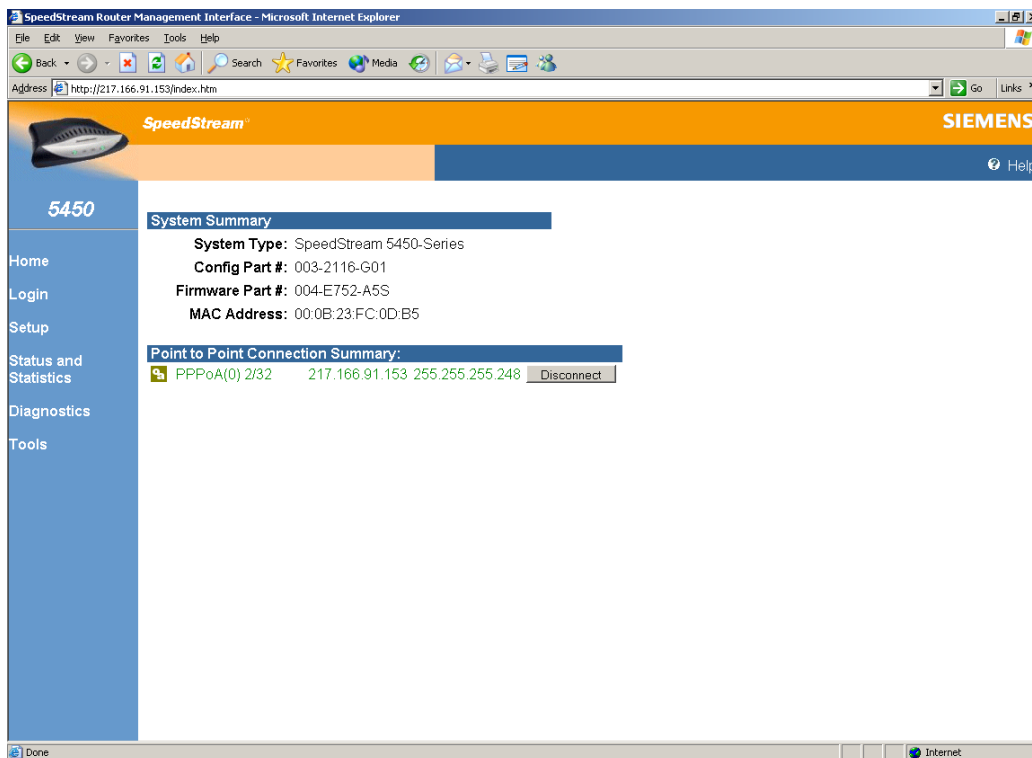 SpeedStream Router Management Interface - Microsoft Internet Explorer
File Edit View Favorites Tools Help
Back Search Favorites Media
Address http://217.166.91.153/index.htm Go Links
SpeedStream® SIEMENS
Help
5450
System Summary
System Type: SpeedStream 5450-Series
Config Part #: 003-2116-G01
Firmware Part #: 004-E752-A5S
MAC Address: 00:0B:23:FC:0D:B5
Point to Point Connection Summary:
PPPoA(0) 2/32 217.166.91.153 255.255.255.248 Disconnect
Home
Login
Setup
Status and
Statistics
Diagnostics
Tools
Done Internet